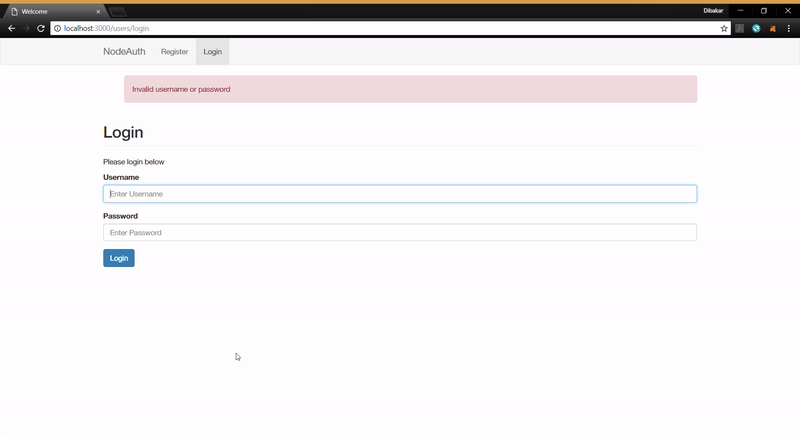 Welcome
Dibakar
localhost:3000/users/login
NodeAuth Register Login
Invalid username or password
Login
Please login below
Username
Enter Username
Password
Enter Password
Login